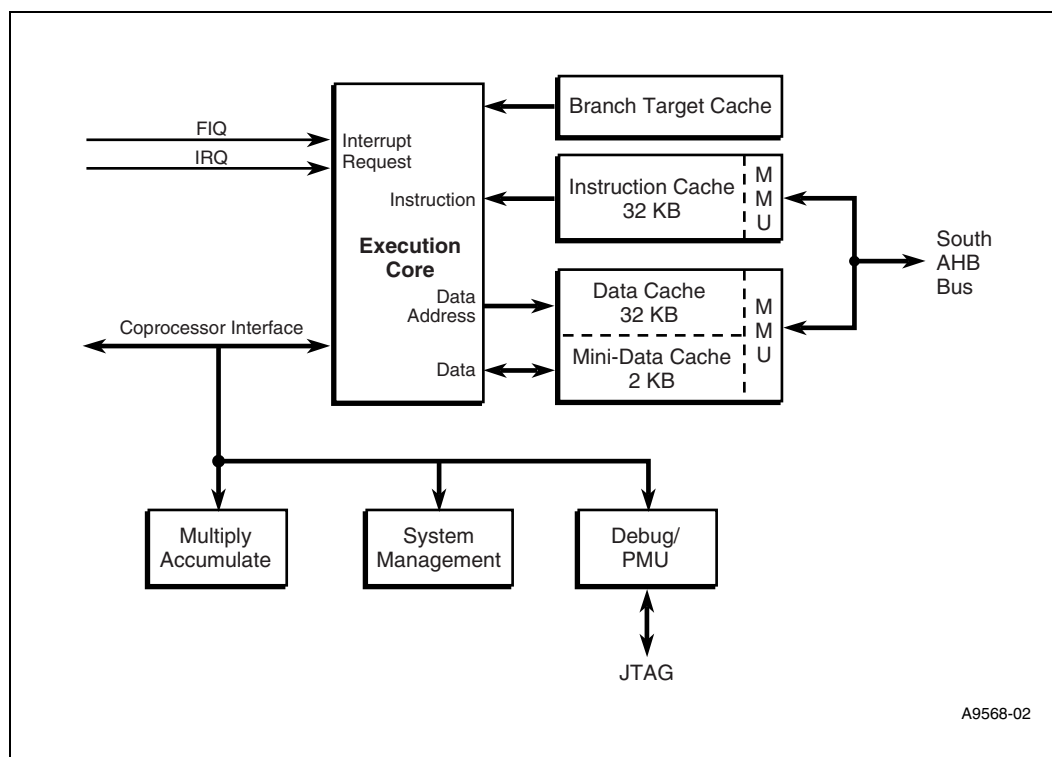 Branch Target Cache
FIQ
IRQ
Interrupt
Request
Instruction
Instruction Cache
32 KB
M
M
U
Execution
Core
South
AHB
Bus
Data
Address
Data Cache
32 KB
M
M
U
Coprocessor Interface
Data
Mini-Data Cache
2 KB
Multiply
Accumulate
System
Management
Debug/
PMU
JTAG
A9568-02